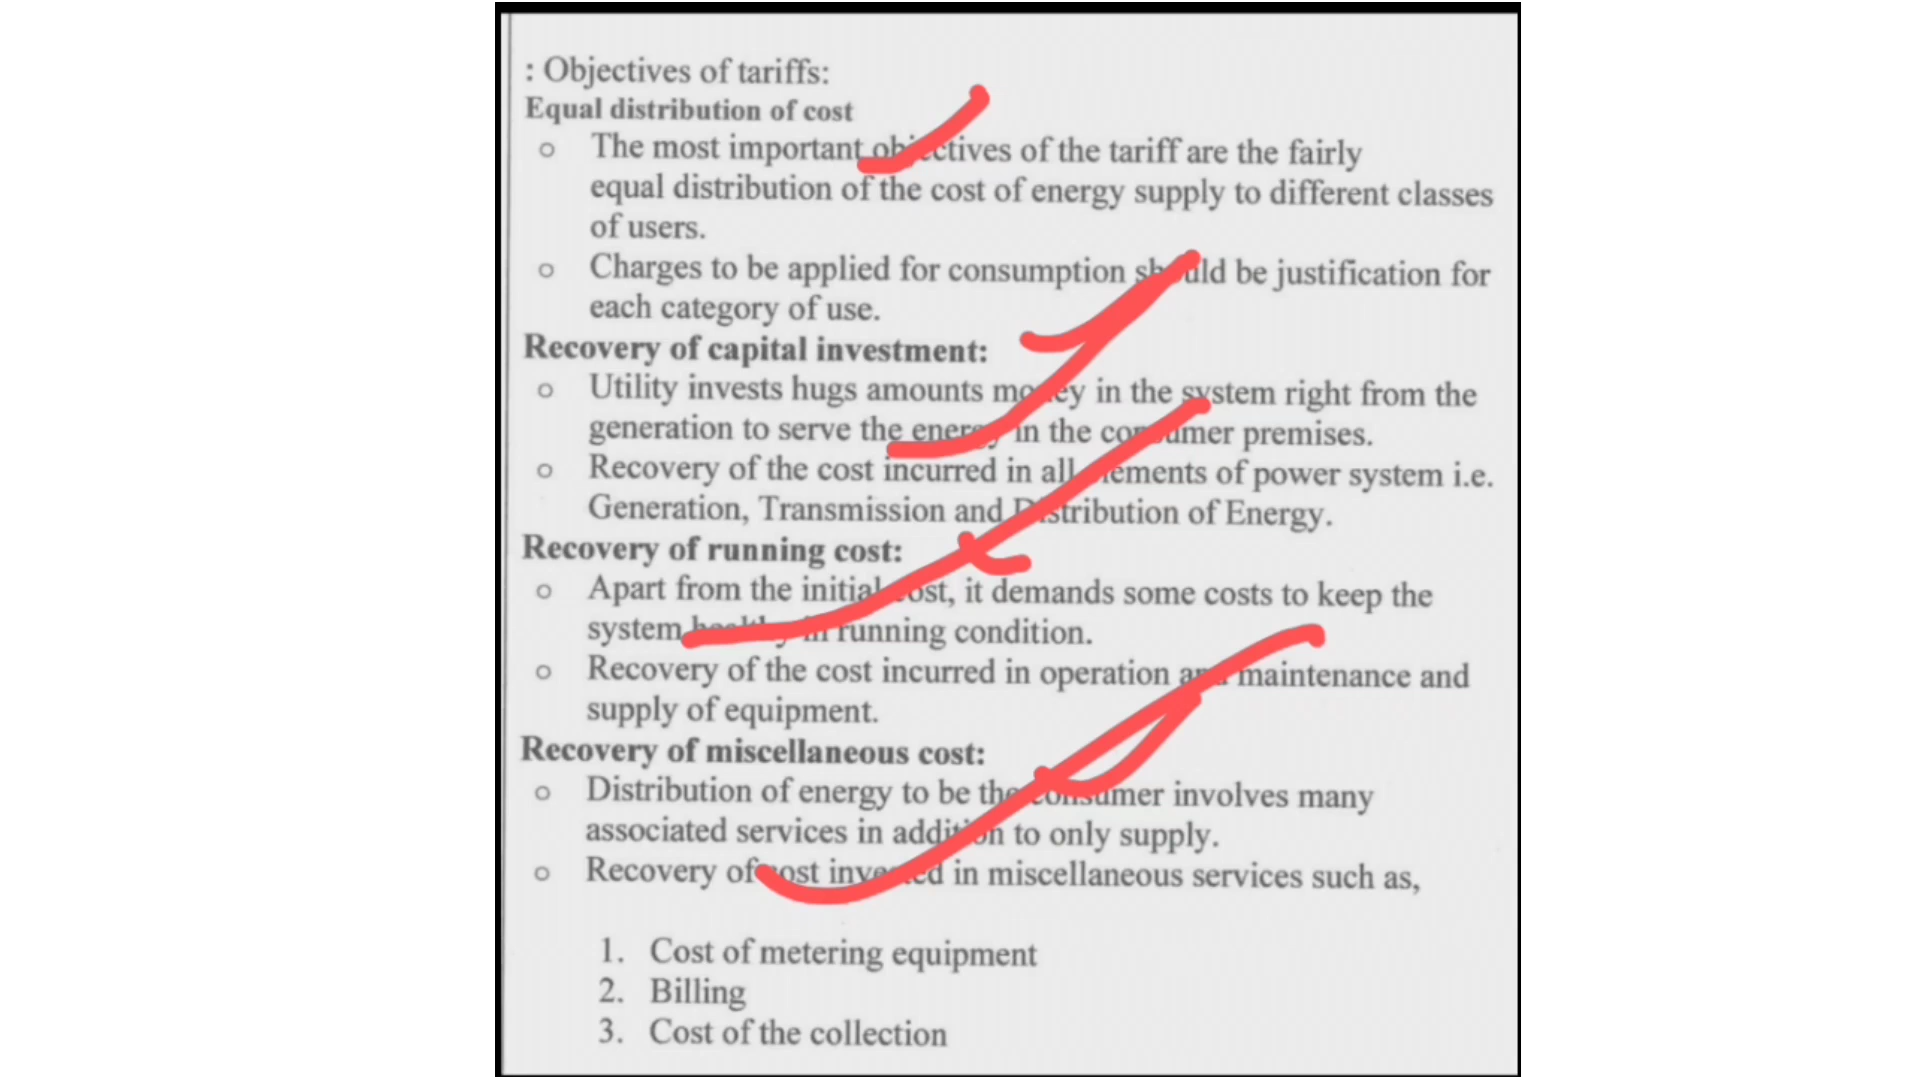 : Objectives of tariffs:
Equal distribution of cost
o The most important objectives of the tariff are the fairly
equal distribution of the cost of energy supply to different classes
of users.
o Charges to be applied for consumption should be justification for
each category of use.
Recovery of capital investment:
o Utility invests hugs amounts money in the system right from the
generation to serve the energy in the consumer premises.
o Recovery of the cost incurred in all elements of power system i.e.
Generation, Transmission and Distribution of Energy.
Recovery of running cost:
o Apart from the initial cost, it demands some costs to keep the
system healthy in running condition.
o Recovery of the cost incurred in operation and maintenance and
supply of equipment.
Recovery of miscellaneous cost:
o Distribution of energy to be the consumer involves many
associated services in addition to only supply.
o Recovery of cost invested in miscellaneous services such as,
1. Cost of metering equipment
2. Billing
3. Cost of the collection